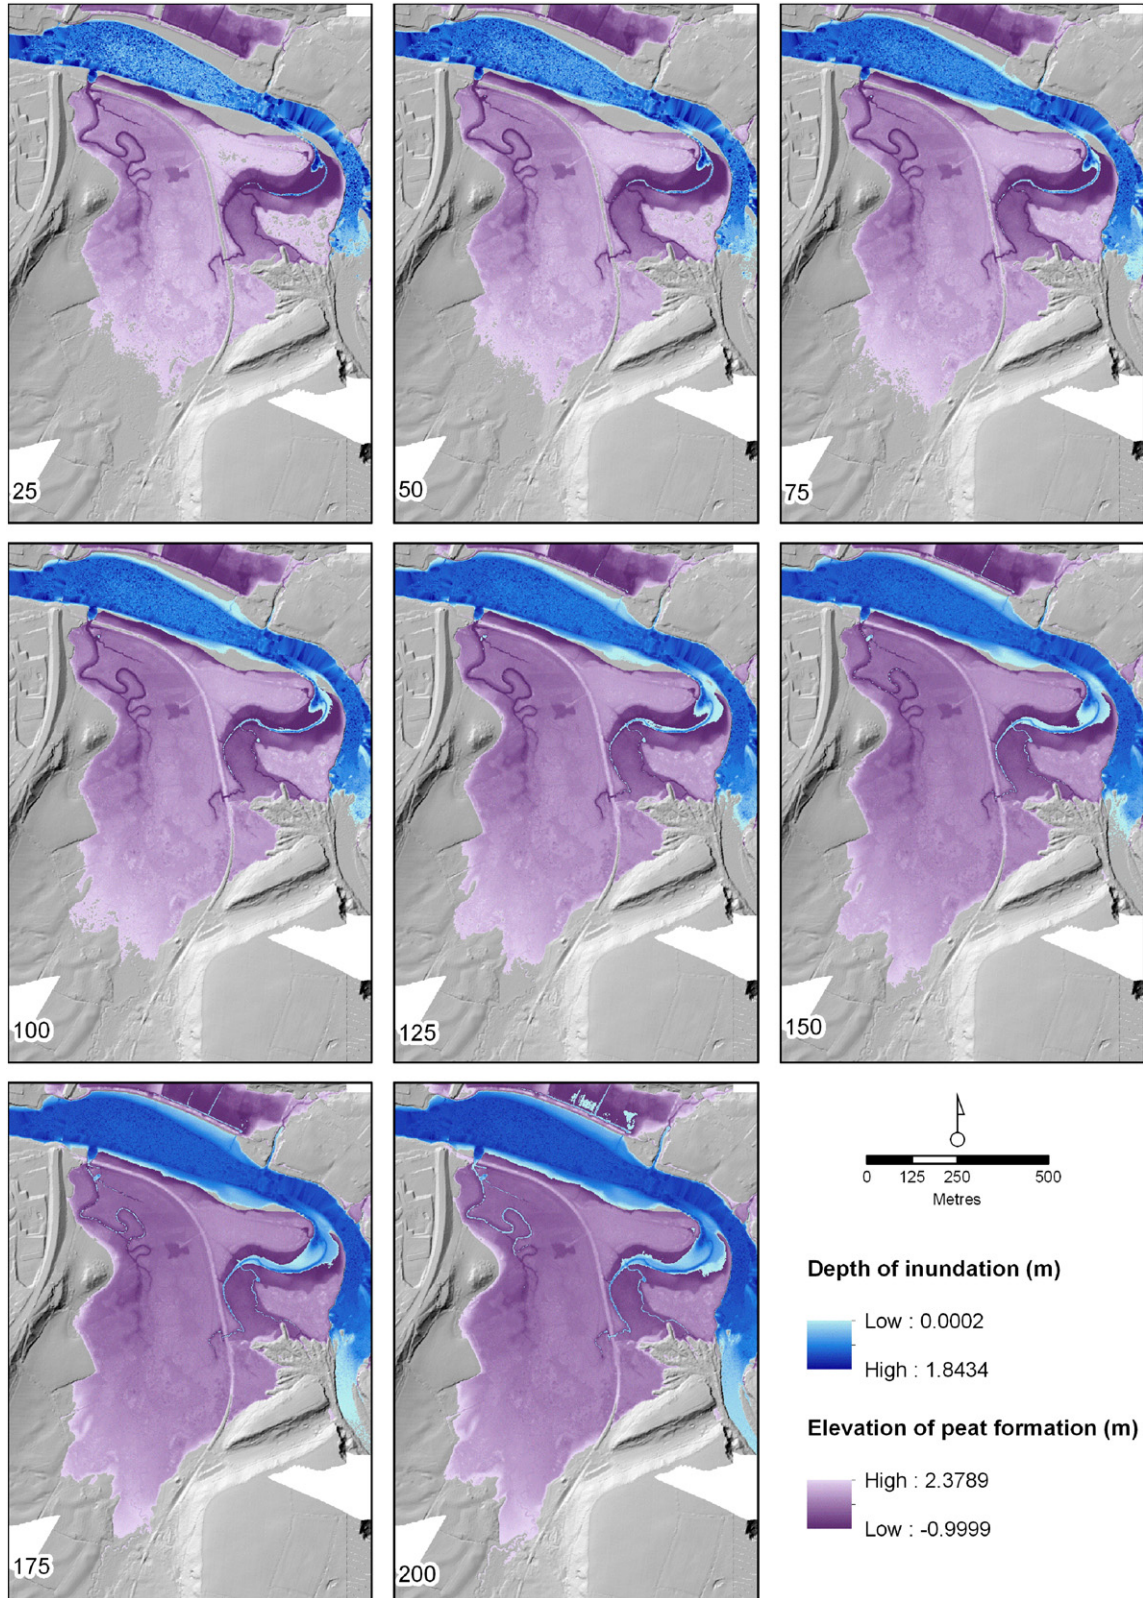 25
50
75
100
125
150
175
200
0 125 250 500
Metres
Depth of inundation (m)
Low : 0.0002
High : 1.8434
Elevation of peat formation (m)
High : 2.3789
Low : -0.9999